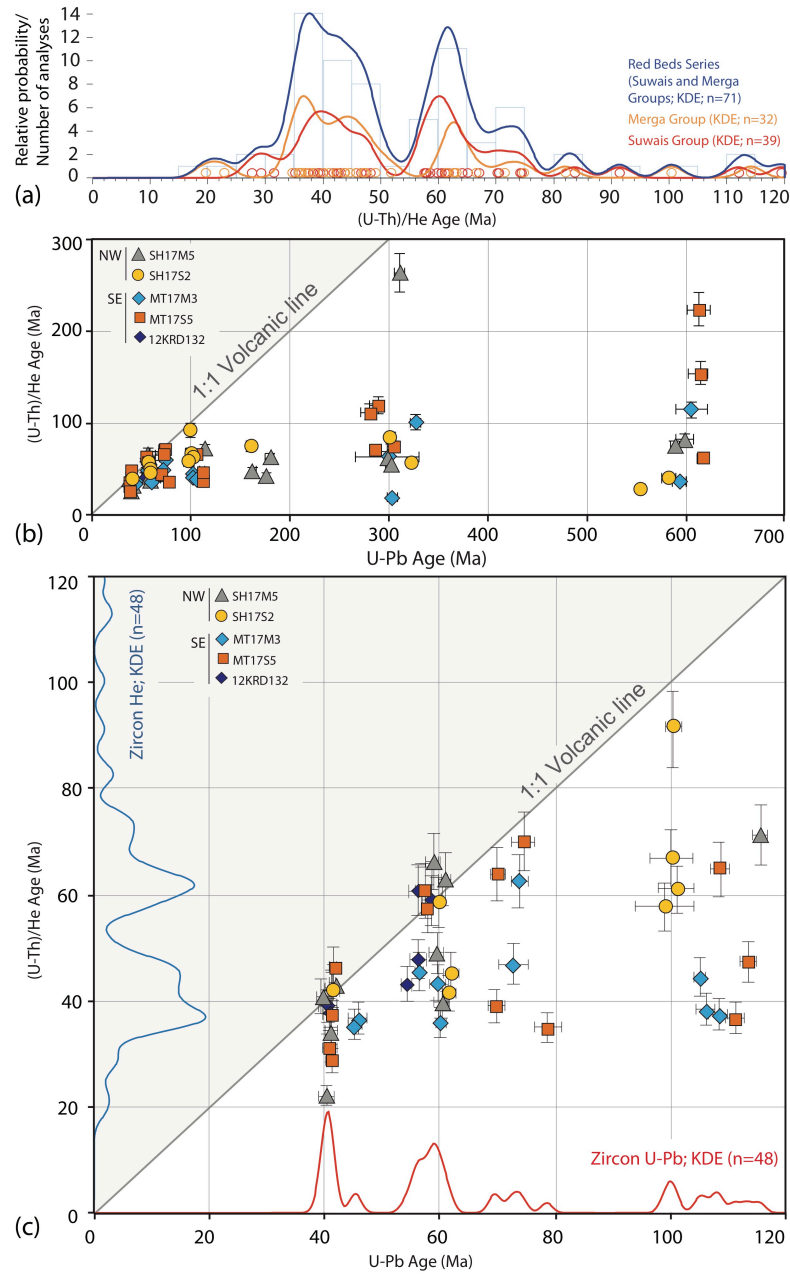 Relative probability/
Number of analyses
14
12
10
8
6
4
2
0
Red Beds Series
(Suwais and Merga
Groups; KDE; n=71)
Merga Group (KDE; n=32)
Suwais Group (KDE; n=39)
(a)
0 10 20 30 40 50 60 70 80 90 100 110 120
(U-Th)/He Age (Ma)
300
200
100
0
(U-Th)/He Age (Ma)
NW
SH17M5
SH17S2
SE
MT17M3
MT17S5
12KRD132
1:1 Volcanic line
(b)
0 100 200 300 400 500 600 700
U-Pb Age (Ma)
120
100
80
60
40
20
0
(U-Th)/He Age (Ma)
Zircon He; KDE (n=48)
NW
SH17M5
SH17S2
SE
MT17M3
MT17S5
12KRD132
1:1 Volcanic line
Zircon U-Pb; KDE (n=48)
(c)
0 20 40 60 80 100 120
U-Pb Age (Ma)